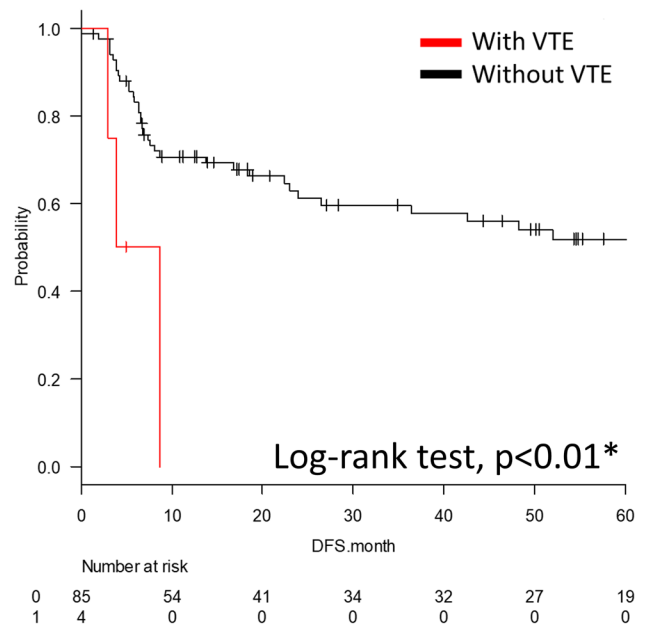 With VTE
Without VTE
1.0
0.8
0.6
0.4
0.2
0.0
Probability
Log-rank test, p<0.01*
0 10 20 30 40 50 60
DFS.month
Number at risk
0 85 54 41 34 32 27 19
1 4 0 0 0 0 0 0